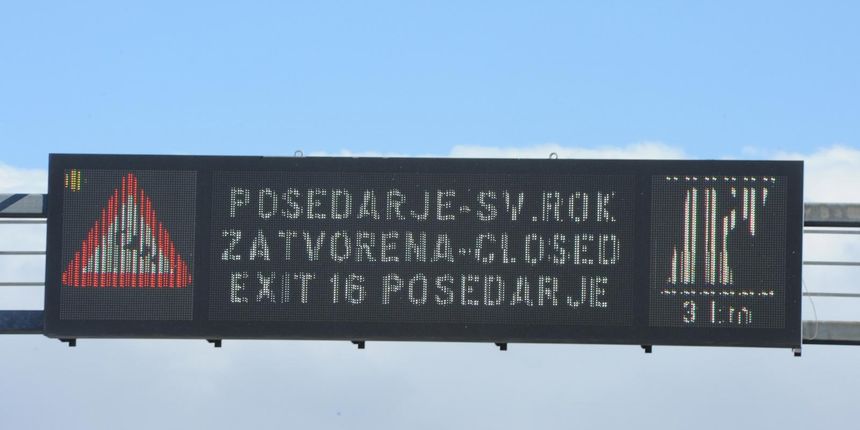 POSEDARJE-SV.ROK
ZATVORENA-CLOSED
EXIT 16 POSEDARJE
3 km